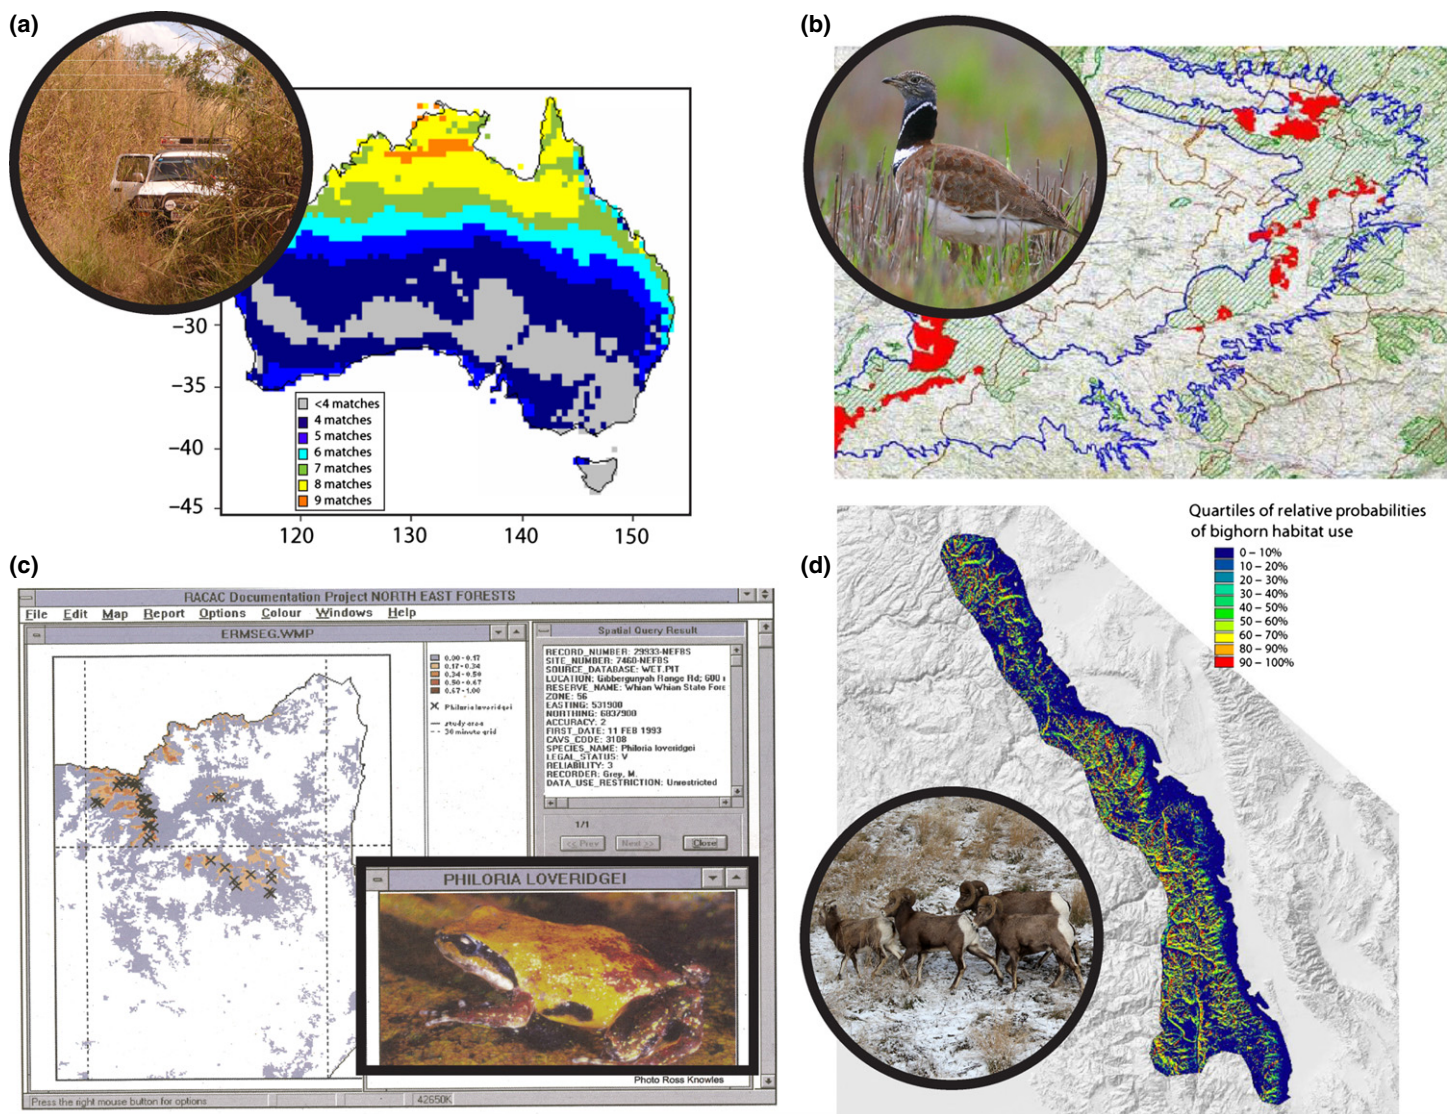 (a)
−30
−35
−40
−45
120
130
140
150
<4 matches
4 matches
5 matches
6 matches
7 matches
8 matches
9 matches
(b)
(c)
RACAC Documentation Project NORTH EAST FORESTS
File Edit Map Report Options Colour Windows Help
ERMSEG.WMP
0.00 - 0.17
0.17 - 0.34
0.34 - 0.50
0.50 - 0.67
0.67 - 1.00
Philoria loveridgei
study area
30 minute grid
Spatial Query Result
RECORD_NUMBER: 29933-NEFBS
SITE_NUMBER: 7460-NEFBS
SOURCE_DATABASE: WET.PIT
LOCATION: Gibbergunyah Range Rd; 600
RESERVE_NAME: Whian Whian State Fore
ZONE: 56
EASTING: 531900
NORTHING: 6837900
ACCURACY: 2
FIRST_DATE: 11 FEB 1993
CAVS_CODE: 3108
SPECIES_NAME: Philoria loveridgei
LEGAL_STATUS: V
RELIABILITY: 3
RECORDER: Grey, M.
DATA_USE_RESTRICTION: Unrestricted
1/1
<< Prev Next >> Close
PHILORIA LOVERIDGEI
Photo Ross Knowles
Press the right mouse button for options
42650K
(d)
Quartiles of relative probabilities
of bighorn habitat use
0 – 10%
10 – 20%
20 – 30%
30 – 40%
40 – 50%
50 – 60%
60 – 70%
80 – 90%
90 – 100%